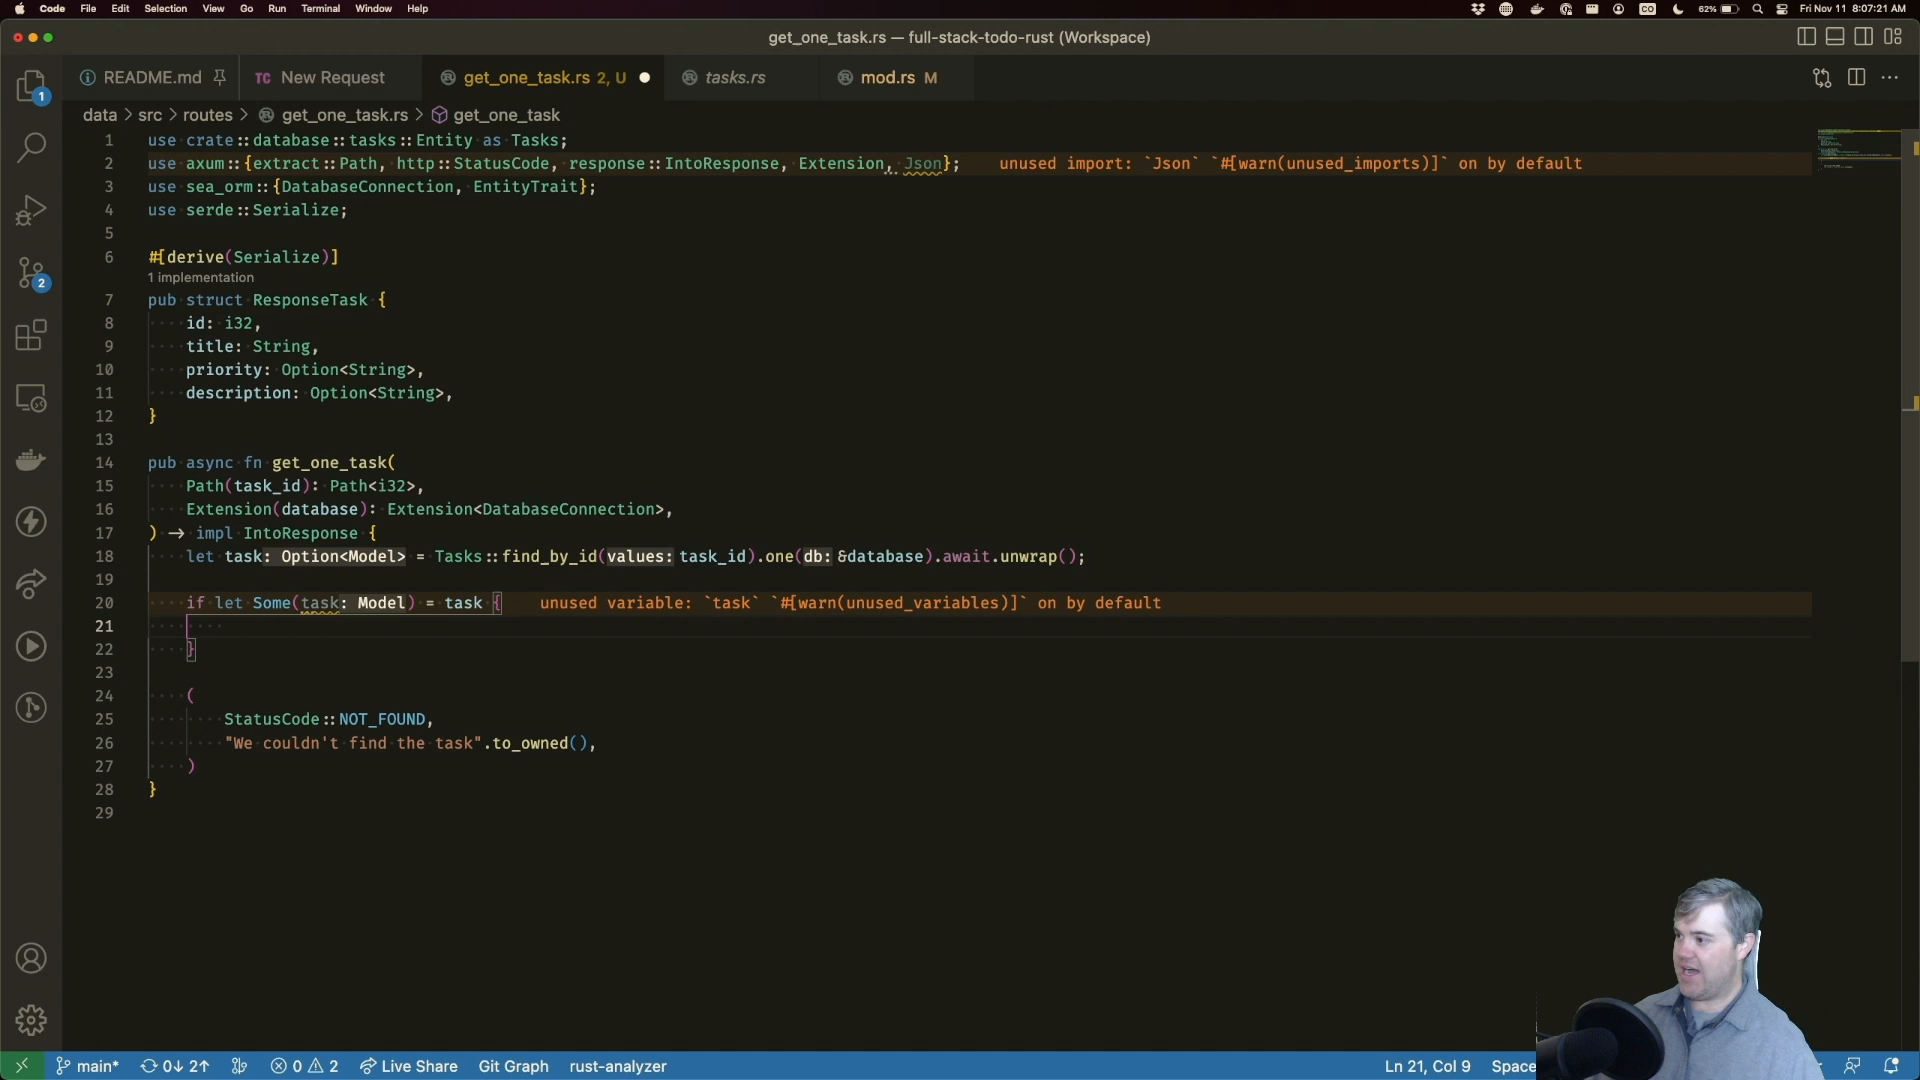 Code File Edit Selection View Go Run Terminal Window Help
CO 62% Fri Nov 11 8:07:21 AM
get_one_task.rs — full-stack-todo-rust (Workspace)
README.md TC New Request get_one_task.rs 2, U tasks.rs mod.rs M
data > src > routes > get_one_task.rs > get_one_task
1 use crate::database::tasks::Entity as Tasks;
2 use axum::{extract::Path, http::StatusCode, response::IntoResponse, Extension, Json}; unused import: `Json` `#[warn(unused_imports)]` on by default
3 use sea_orm::{DatabaseConnection, EntityTrait};
4 use serde::Serialize;
5
6 #[derive(Serialize)]
1 implementation
7 pub struct ResponseTask {
8 id: i32,
9 title: String,
10 priority: Option<String>,
11 description: Option<String>,
12 }
13
14 pub async fn get_one_task(
15 Path(task_id): Path<i32>,
16 Extension(database): Extension<DatabaseConnection>,
17 ) → impl IntoResponse {
18 let task: Option<Model> = Tasks::find_by_id(values: task_id).one(db: &database).await.unwrap();
19
20 if let Some(task: Model) = task { unused variable: `task` `#[warn(unused_variables)]` on by default
21
22 }
23
24 (
25 StatusCode::NOT_FOUND,
26 "We couldn't find the task".to_owned(),
27 )
28 }
29
1
2
main* 0↓ 2↑ 0 2 Live Share Git Graph rust-analyzer Ln 21, Col 9 Space